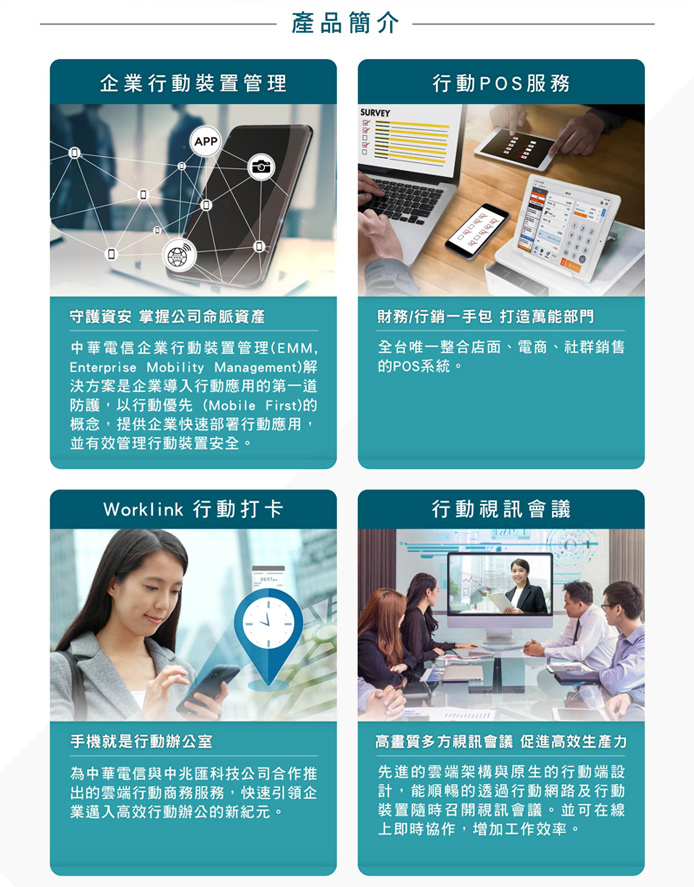 產品簡介
企業行動裝置管理
APP
守護資安 掌握公司命脈資產
中華電信企業行動裝置管理(EMM,
Enterprise Mobility Management)解
決方案是企業導入行動應用的第一道
防護，以行動優先 (Mobile First)的
概念，提供企業快速部署行動應用，
並有效管理行動裝置安全。
行動POS服務
SURVEY
財務/行銷一手包 打造萬能部門
全台唯一整合店面、電商、社群銷售
的POS系統。
Worklink 行動打卡
手機就是行動辦公室
為中華電信與中兆匯科技公司合作推
出的雲端行動商務服務，快速引領企
業邁入高效行動辦公的新紀元。
行動視訊會議
高畫質多方視訊會議 促進高效生產力
先進的雲端架構與原生的行動端設
計，能順暢的透過行動網路及行動
裝置隨時召開視訊會議。並可在線
上即時協作，增加工作效率。